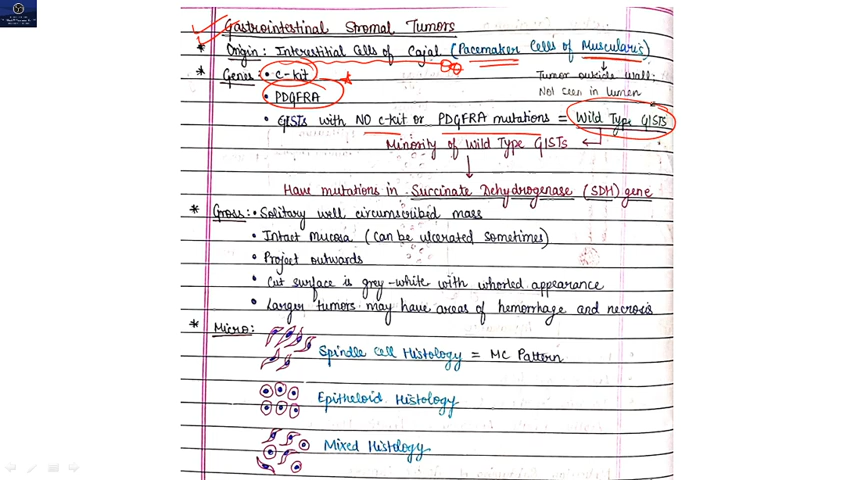 Gastrointestinal Stromal Tumors
* Origin: Interestitial Cells of Cajal (Pacemaker Cells of Muscularis)
Tumor outside wall.
Not seen in lumen
* Genes: • C-kit
• PDGFRA
• GISTs with NO c-kit or PDGFRA mutations = Wild Type GISTs
Minority of Wild Type GISTs
Have mutations in Succinate Dehydrogenase (SDH) gene
* Gross: • Solitary well circumscribed mass
• Intact mucosa (can be ulcerated sometimes)
• Project outwards
• Cut surface is grey-white with whorled appearance
• Larger tumors may have areas of hemorrhage and necrosis
* Micro:
Spindle Cell Histology = MC Pattern
Epitheloid Histology
Mixed Histology